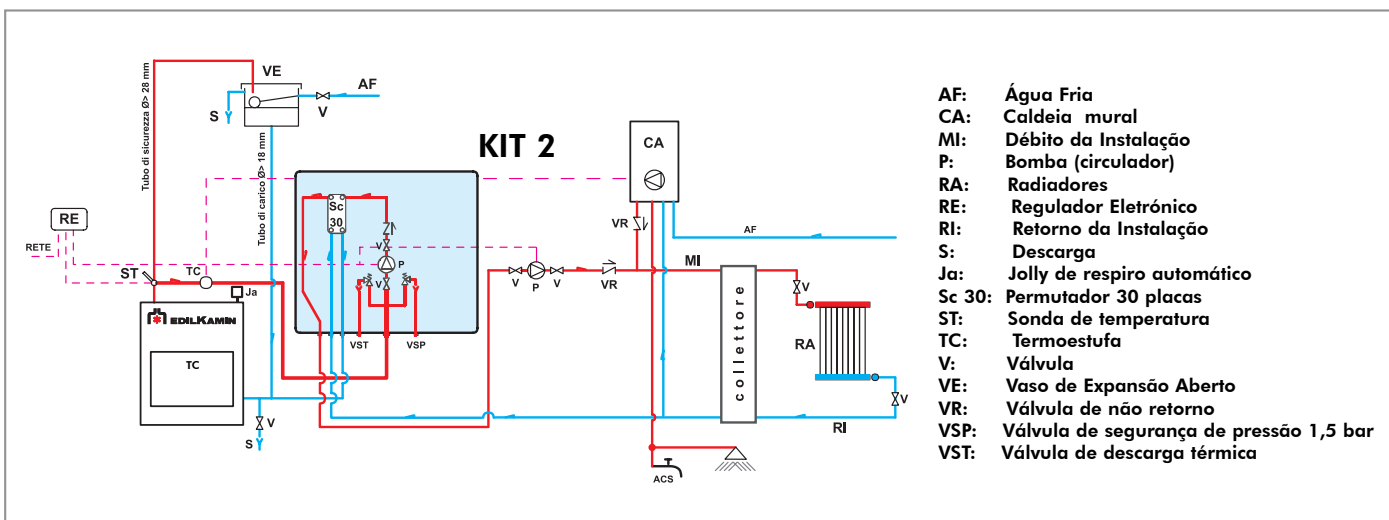 VE
AF
S
V
Tubo di sicurezza Ø> 28 mm
Tubo di carico Ø> 18 mm
KIT 2
CA
Sc
30
RE
RETE
V
P
V
ST
TC
Ja
EDILKAMIN
TC
VST
VSP
V
S
VR
AF
MI
V
P
V
VR
collettore
V
RA
V
RI
ACS
AF: Água Fria
CA: Caldeia mural
MI: Débito da Instalação
P: Bomba (circulador)
RA: Radiadores
RE: Regulador Eletrónico
RI: Retorno da Instalação
S: Descarga
Ja: Jolly de respiro automático
Sc 30: Permutador 30 placas
ST: Sonda de temperatura
TC: Termoestufa
V: Válvula
VE: Vaso de Expansão Aberto
VR: Válvula de não retorno
VSP: Válvula de segurança de pressão 1,5 bar
VST: Válvula de descarga térmica